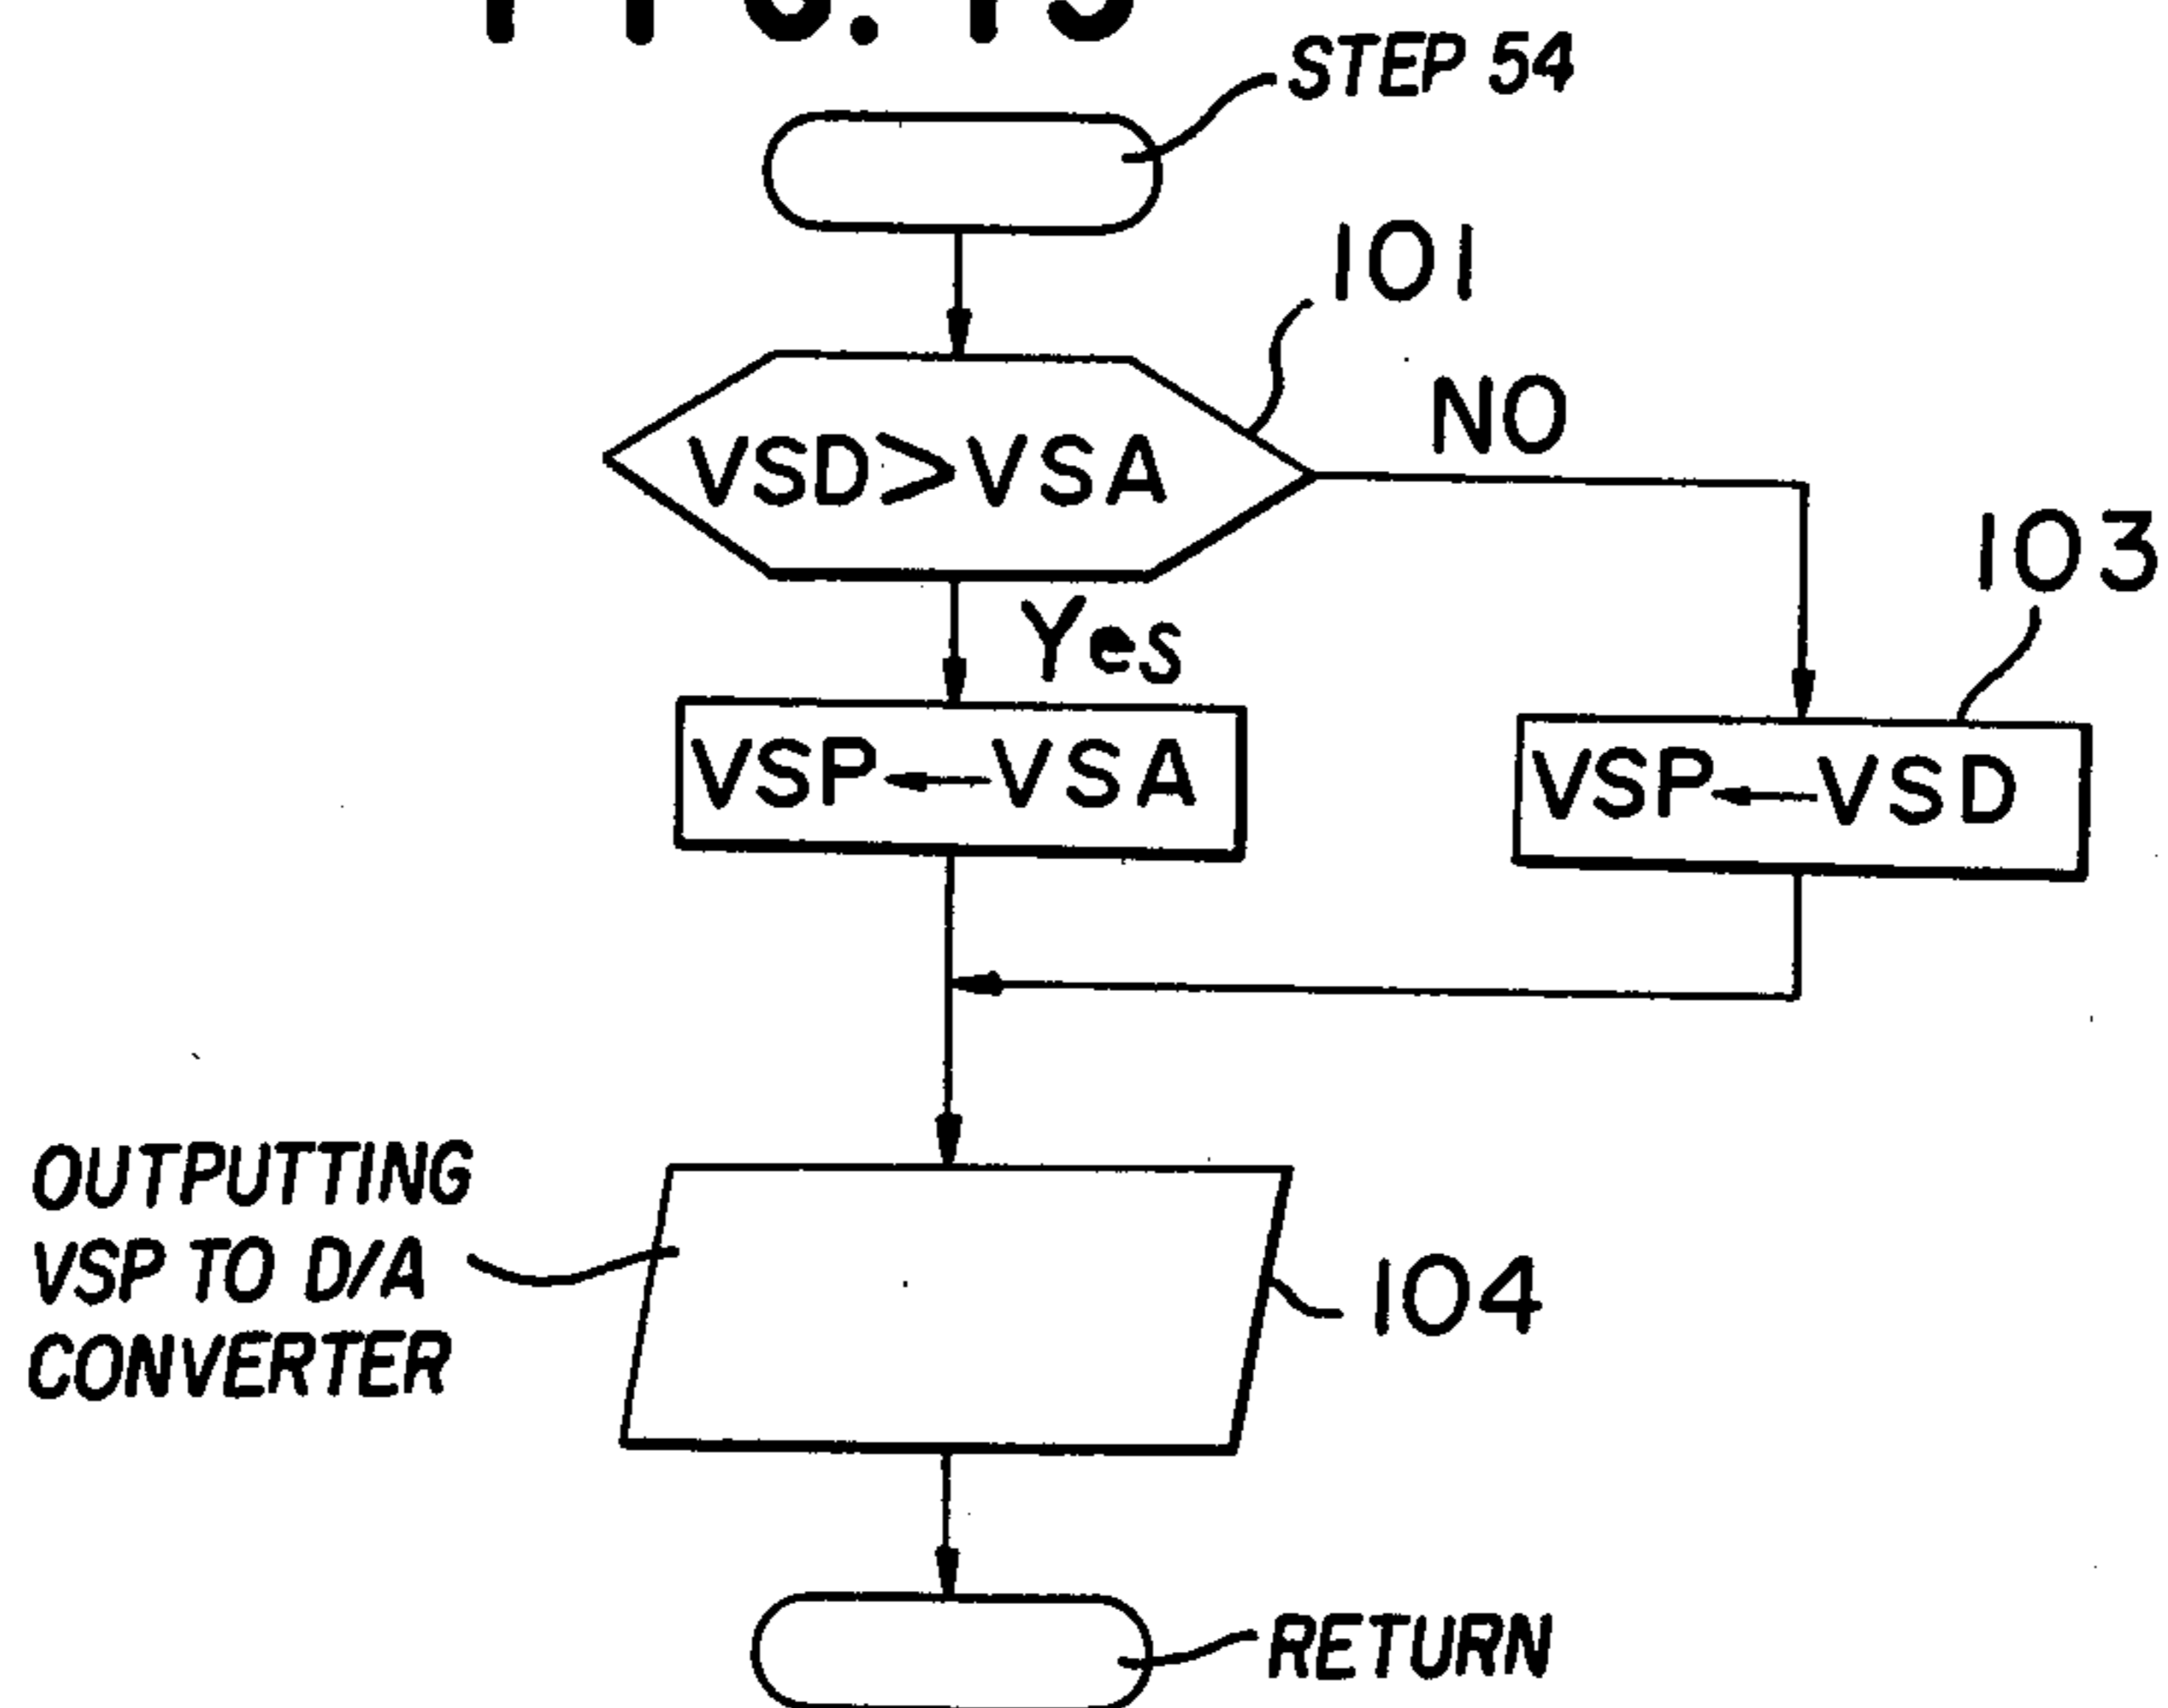 STEP 54
101
VSD>VSA
NO
103
Yes
VSP←VSA
VSP←VSD
OUTPUTTING
VSP TO D/A
CONVERTER
104
RETURN